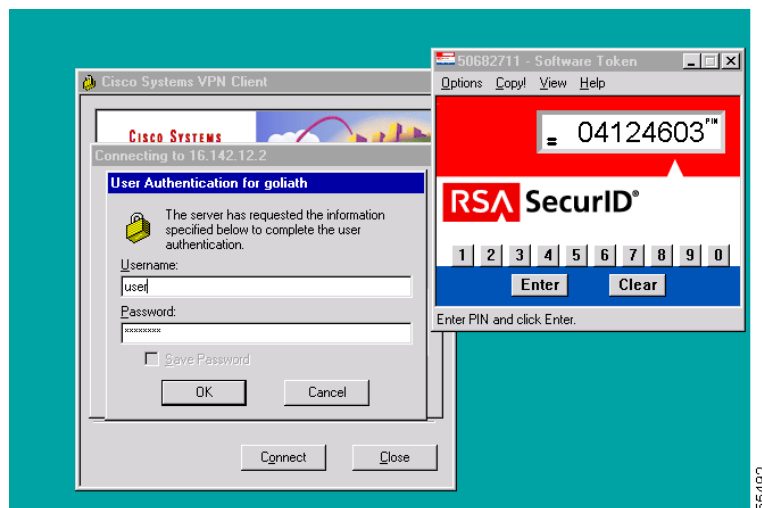 Cisco Systems VPN Client
CISCO SYSTEMS
Connecting to 16.142.12.2
User Authentication for goliath
The server has requested the information
specified below to complete the user
authentication.
Username:
user
Password:
xxxxxxxx
Save Password
OK Cancel
Connect Close
50682711 - Software Token
Options Copy! View Help
04124603 PIN
RSA SecurID®
1 2 3 4 5 6 7 8 9 0
Enter Clear
Enter PIN and click Enter.